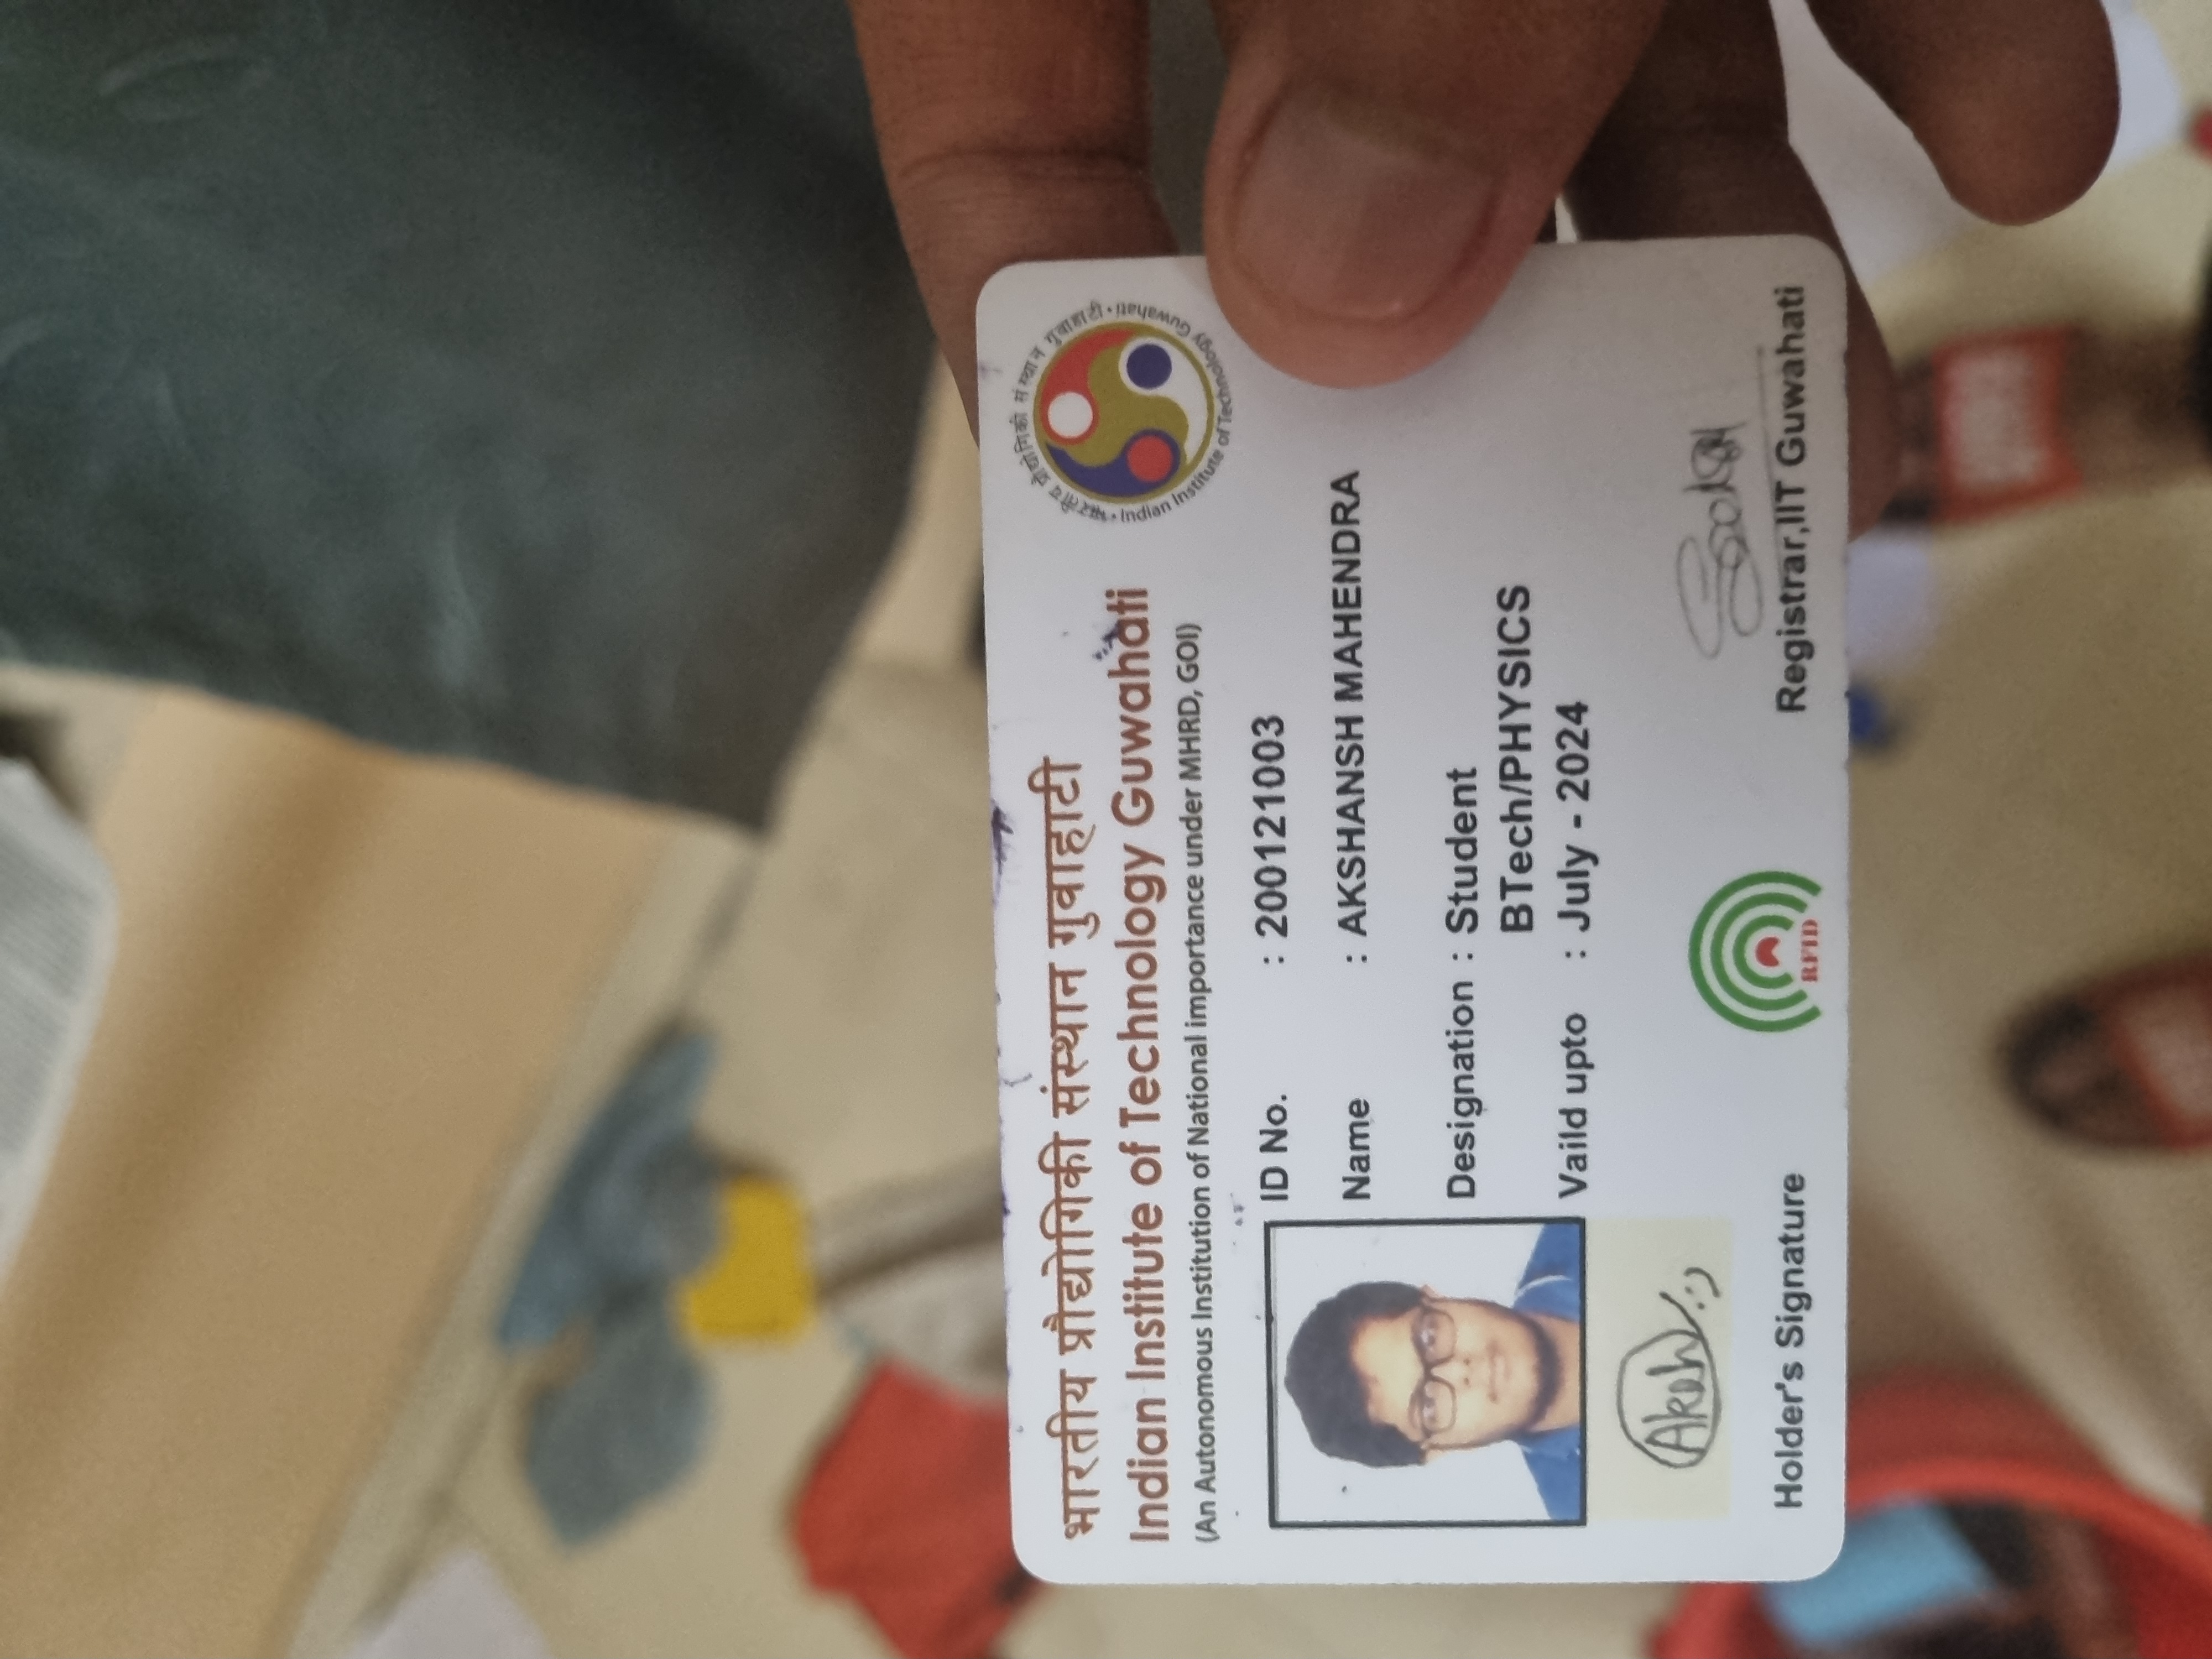 भारतीय प्रौद्योगिकी संस्थान गुवाहाटी
Indian Institute of Technology Guwahati
(An Autonomous Institution of National importance under MHRD, GOI)
भारतीय प्रौद्योगिकी संस्थान गुवाहाटी • Indian Institute of Technology Guwahati •
ID No. : 200121003
Name : AKSHANSH MAHENDRA
Designation : Student
BTech/PHYSICS
Vaild upto : July - 2024
Akash :)
Holder's Signature
RFID
Registrar,IIT Guwahati